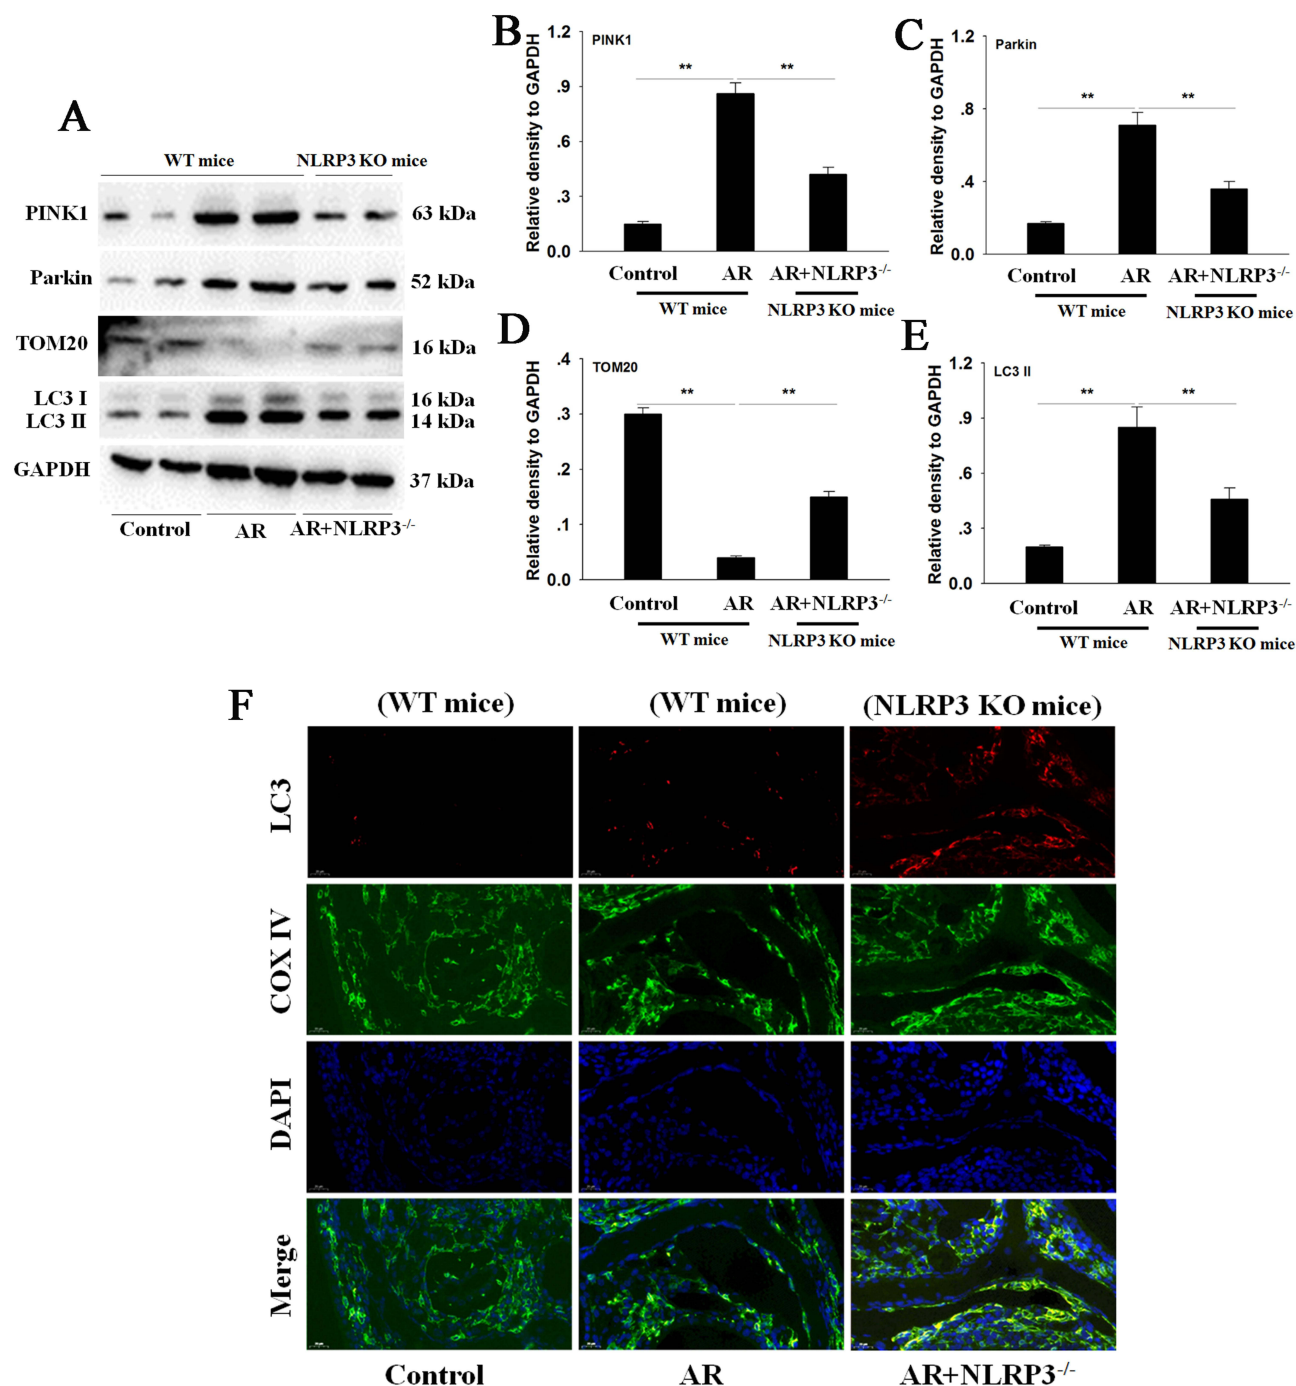 A
WT mice NLRP3 KO mice
PINK1 63 kDa
Parkin 52 kDa
TOM20 16 kDa
LC3 I 16 kDa
LC3 II 14 kDa
GAPDH 37 kDa
Control AR AR+NLRP3-/-
B
PINK1
Relative density to GAPDH
1.2
.9
.6
.3
0.0
** **
Control AR AR+NLRP3-/-
WT mice NLRP3 KO mice
C
Parkin
Relative density to GAPDH
1.2
.8
.4
0.0
** **
Control AR AR+NLRP3-/-
WT mice NLRP3 KO mice
D
TOM20
Relative density to GAPDH
.4
.3
.2
.1
0.0
** **
Control AR AR+NLRP3-/-
WT mice NLRP3 KO mice
E
LC3 II
Relative density to GAPDH
1.2
.9
.6
.3
0.0
** **
Control AR AR+NLRP3-/-
WT mice NLRP3 KO mice
F
(WT mice) (WT mice) (NLRP3 KO mice)
LC3
COX IV
DAPI
Merge
Control AR AR+NLRP3-/-